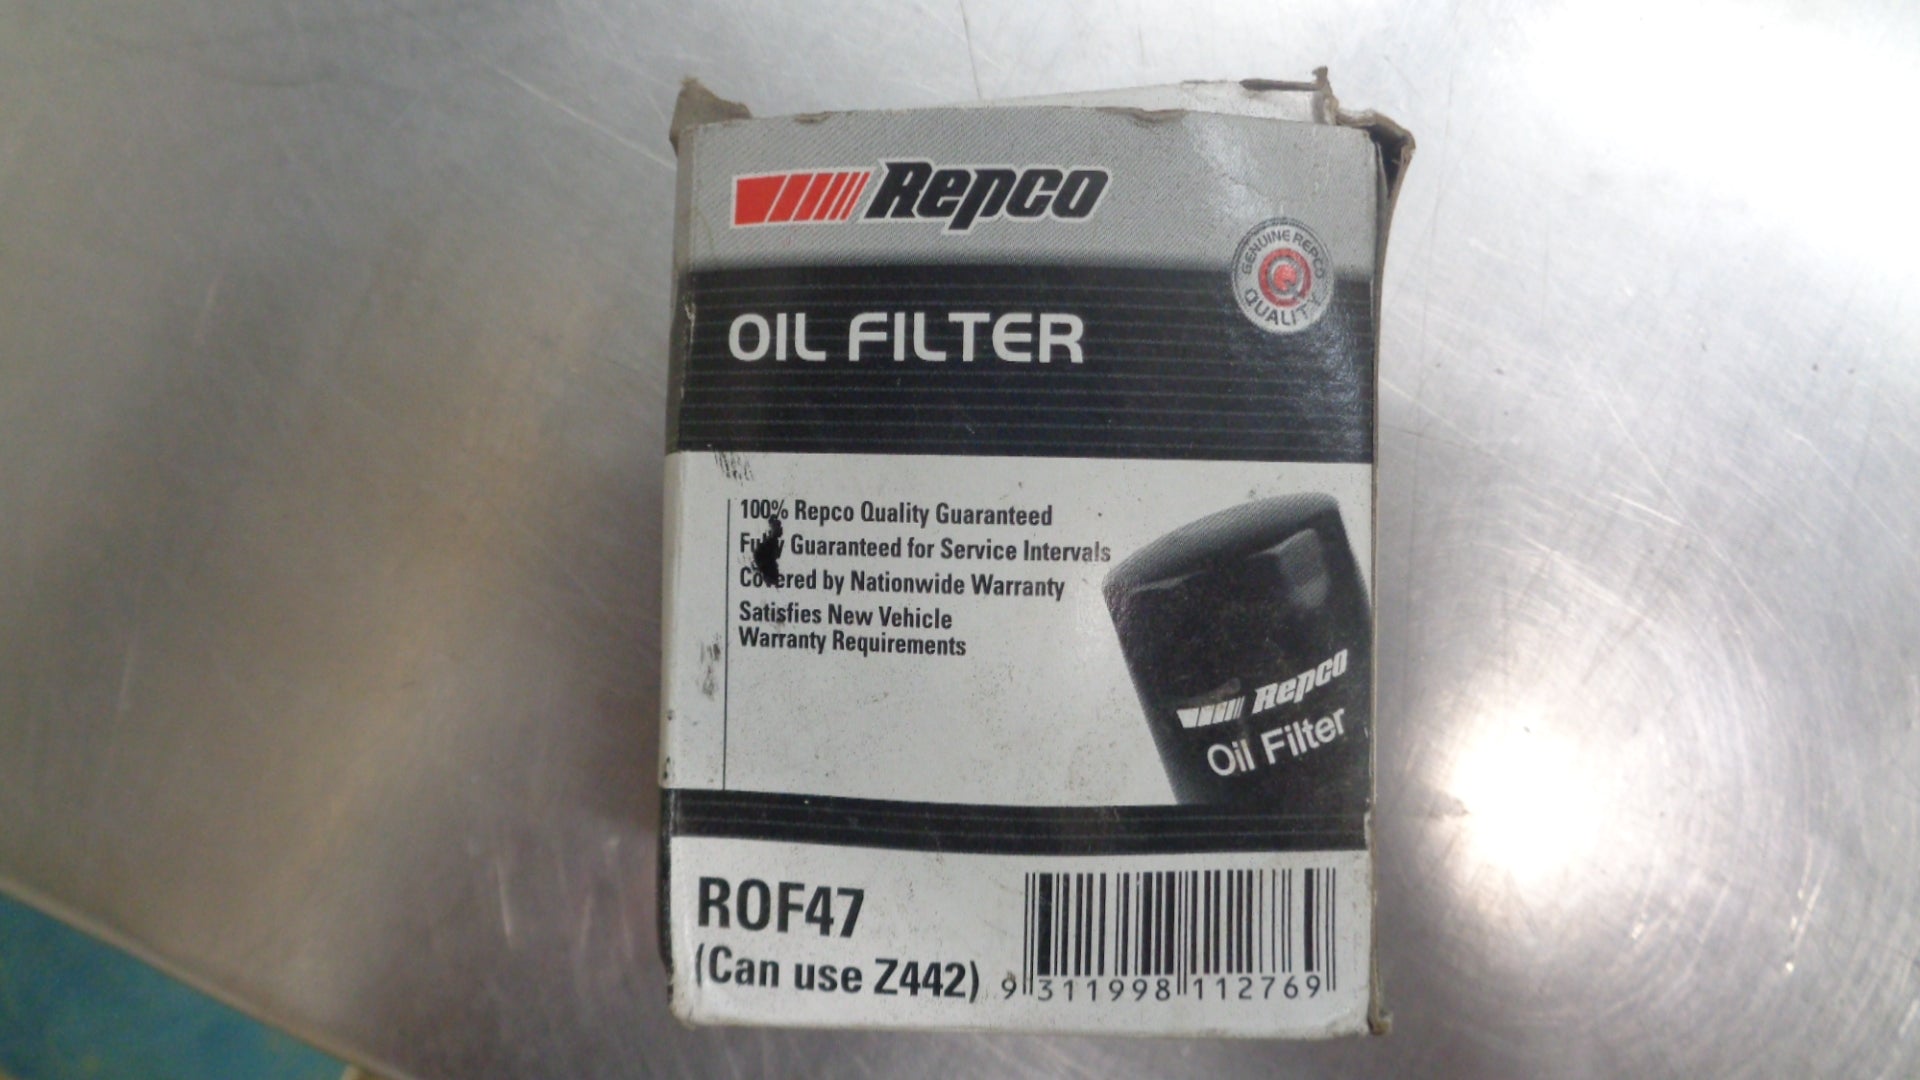 Repco
GENUINE REPCO
Q
QUALITY
OIL FILTER
100% Repco Quality Guaranteed
Fully Guaranteed for Service Intervals
Covered by Nationwide Warranty
Satisfies New Vehicle
Warranty Requirements
Repco
Oil Filter
ROF47
(Can use Z442)
9 311998 112769